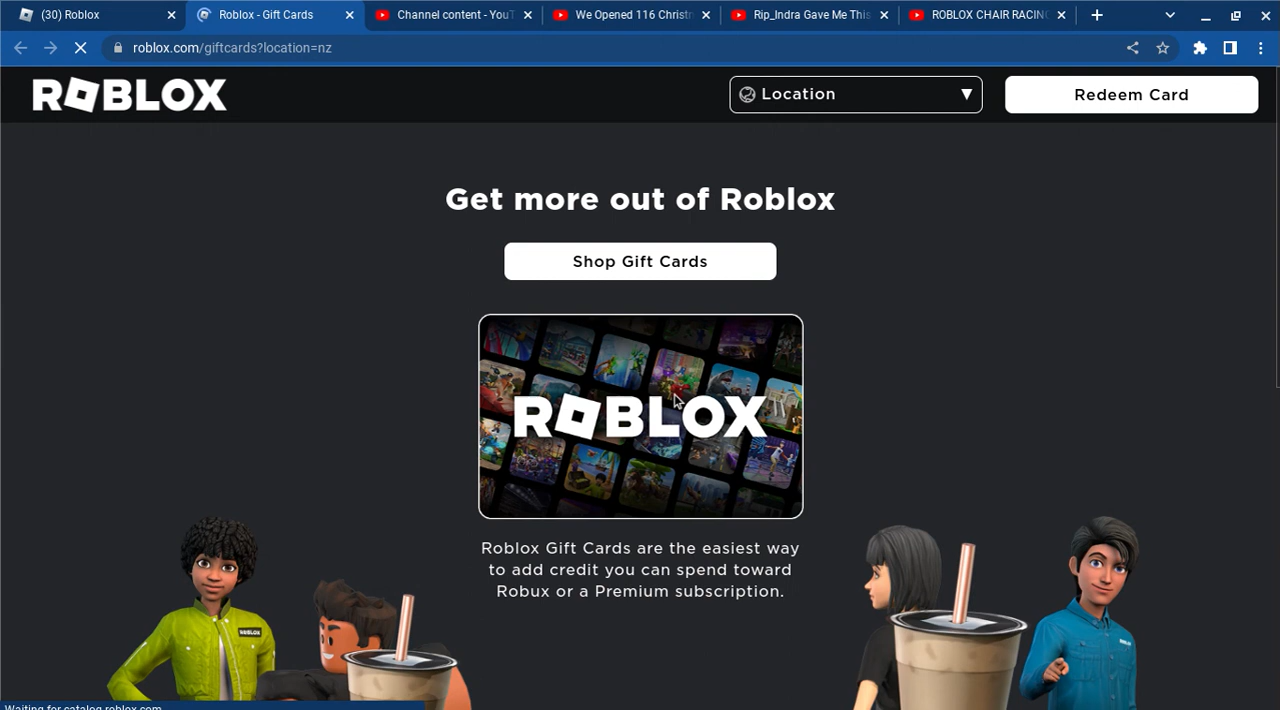 (30) Roblox
Roblox - Gift Cards
Channel content - YouT
We Opened 116 Christm
Rip_Indra Gave Me This
ROBLOX CHAIR RACIN
roblox.com/giftcards?location=nz
ROBLOX
Location
Redeem Card
Get more out of Roblox
Shop Gift Cards
ROBLOX
Roblox Gift Cards are the easiest way
to add credit you can spend toward
Robux or a Premium subscription.
ROBLOX
Waiting for catalog.roblox.com